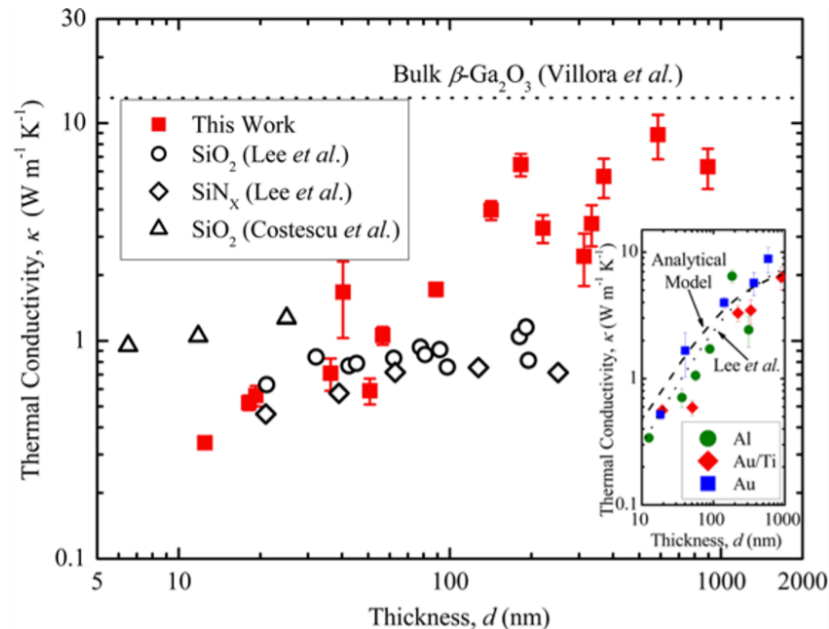 30
10
1
0.1
Thermal Conductivity, κ (W m⁻¹ K⁻¹)
Bulk β-Ga₂O₃ (Villora et al.)
This Work
SiO₂ (Lee et al.)
SiNₓ (Lee et al.)
SiO₂ (Costescu et al.)
5 10 100 1000 2000
Thickness, d (nm)
10
1
0.1
Thermal Conductivity, κ (W m⁻¹ K⁻¹)
Analytical
Model
Lee et al.
Al
Au/Ti
Au
10 100 1000
Thickness, d (nm)